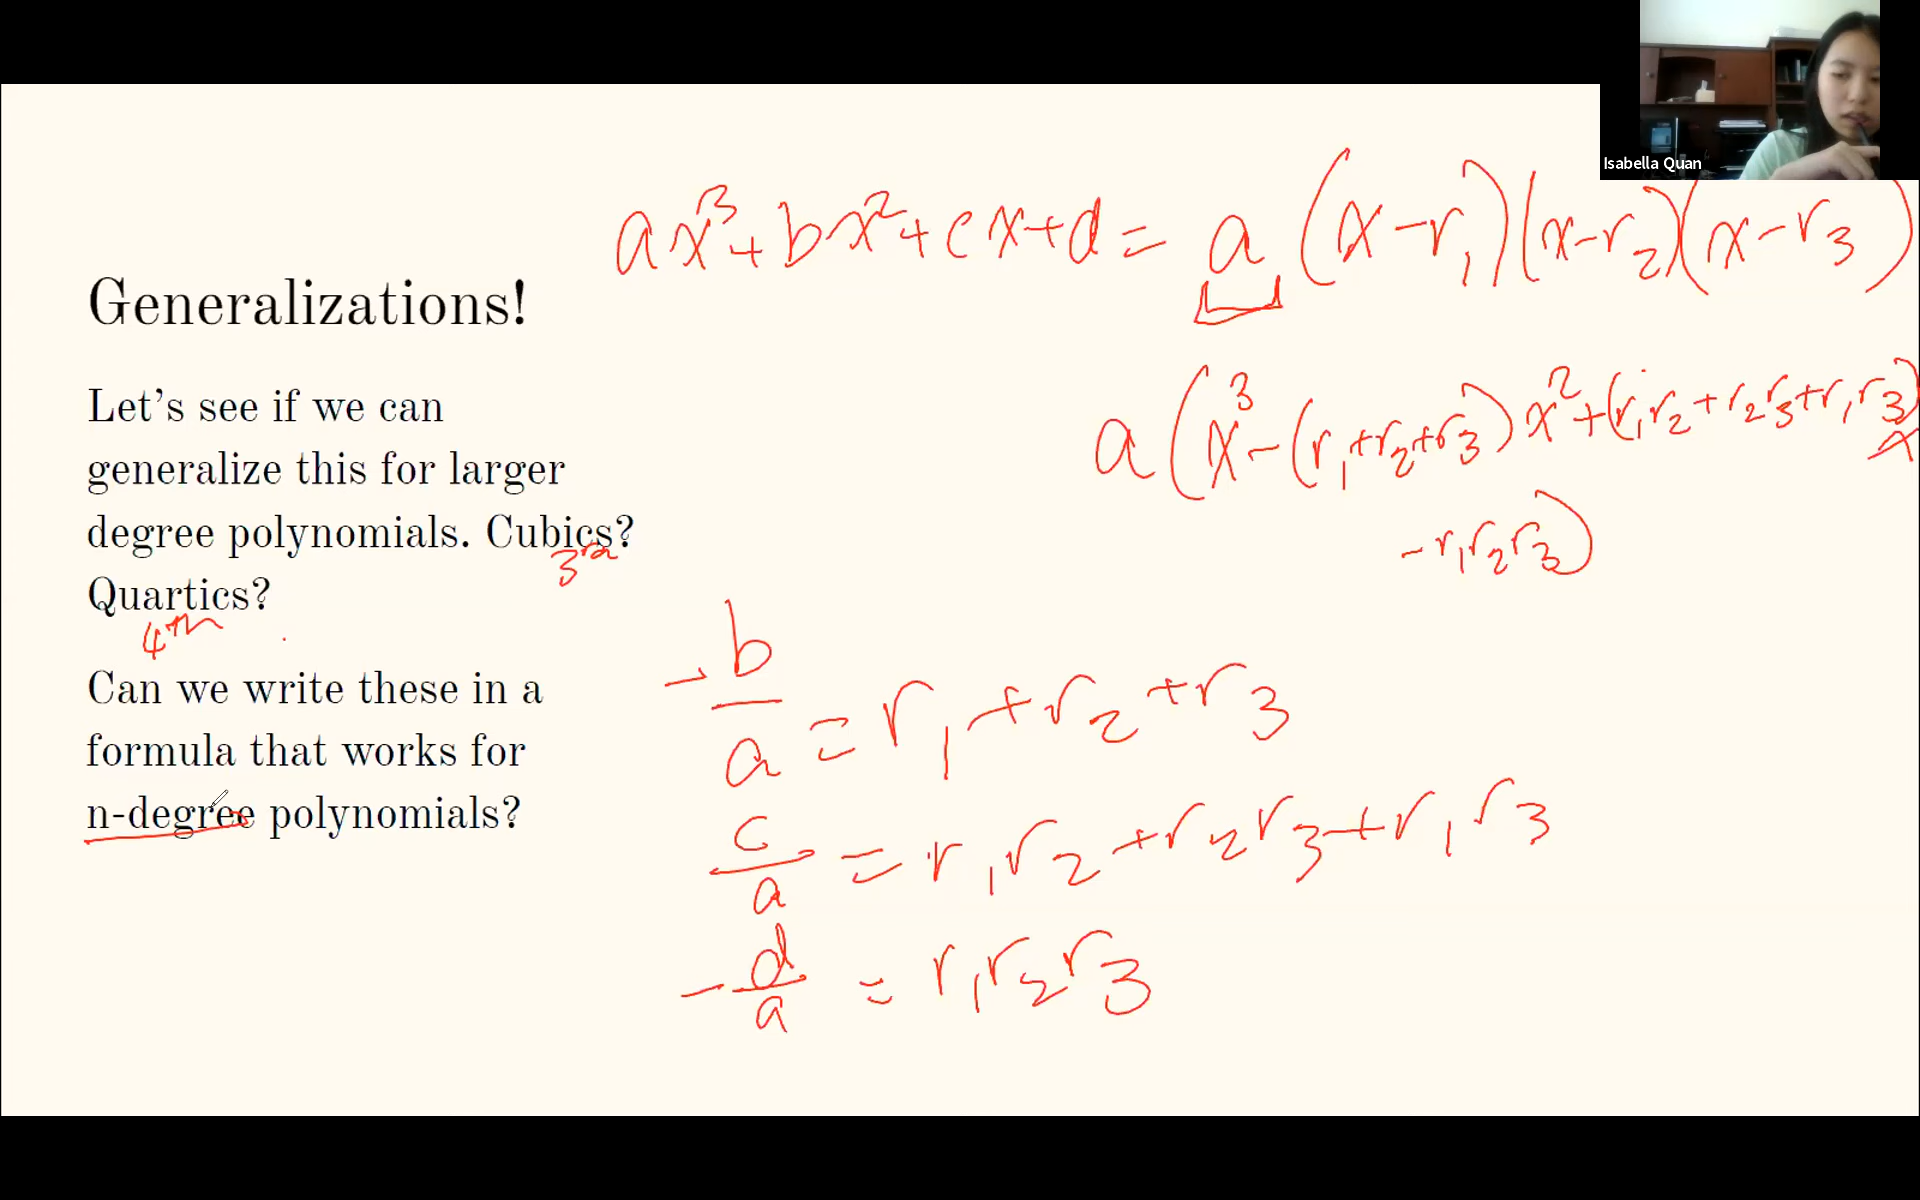 Isabella Quan
ax³+bx²+cx+d = a(x-r₁)(x-r₂)(x-r₃)
Generalizations!
a(x³-(r₁+r₂+r₃)x²+(r₁r₂+r₂r₃+r₁r₃)x
-r₁r₂r₃)
Let's see if we can
generalize this for larger
degree polynomials. Cubics?
3rd
Quartics?
4th
Can we write these in a
formula that works for
n-degree polynomials?
-b/a = r₁+r₂+r₃
c/a = r₁r₂+r₂r₃+r₁r₃
-d/a = r₁r₂r₃